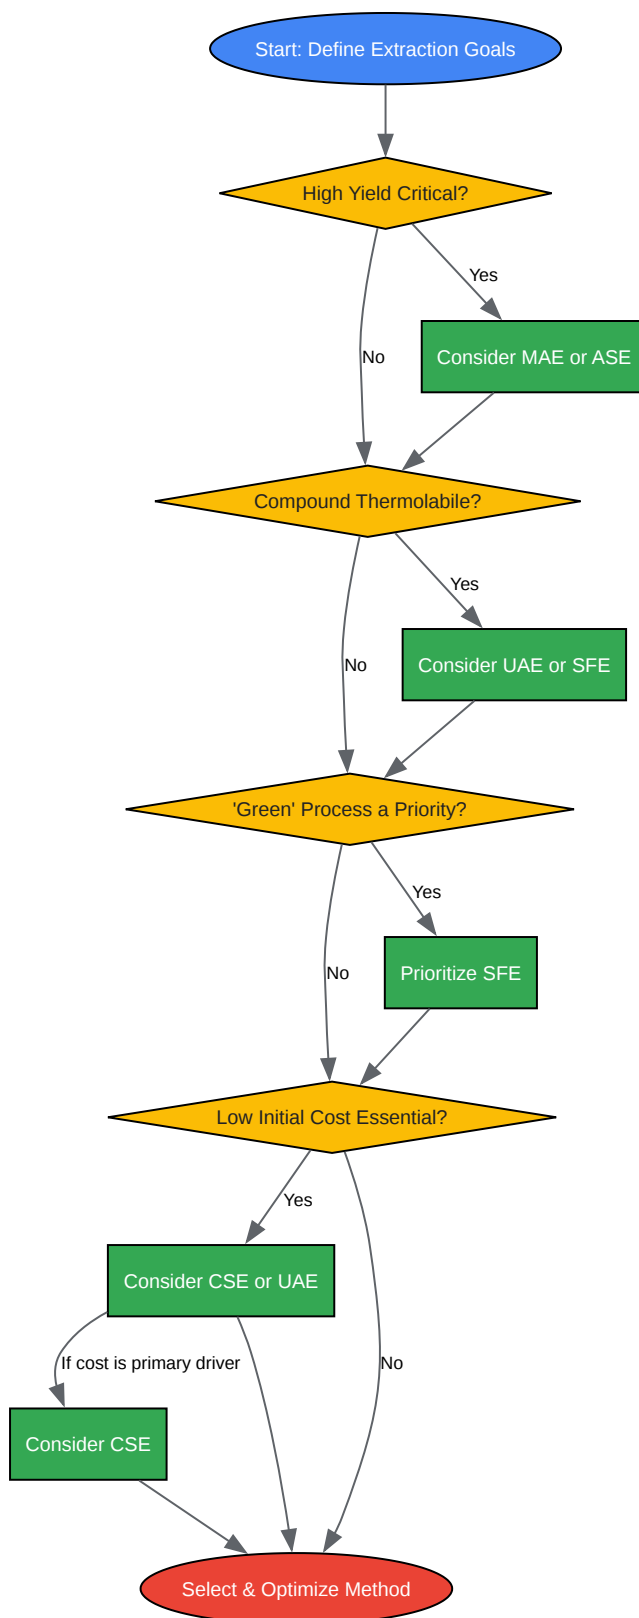 Start: Define Extraction Goals
High Yield Critical?
Yes
No
Consider MAE or ASE
Compound Thermolabile?
Yes
No
Consider UAE or SFE
'Green' Process a Priority?
Yes
No
Prioritize SFE
Low Initial Cost Essential?
Yes
Consider CSE or UAE
If cost is primary driver
No
Consider CSE
Select & Optimize Method